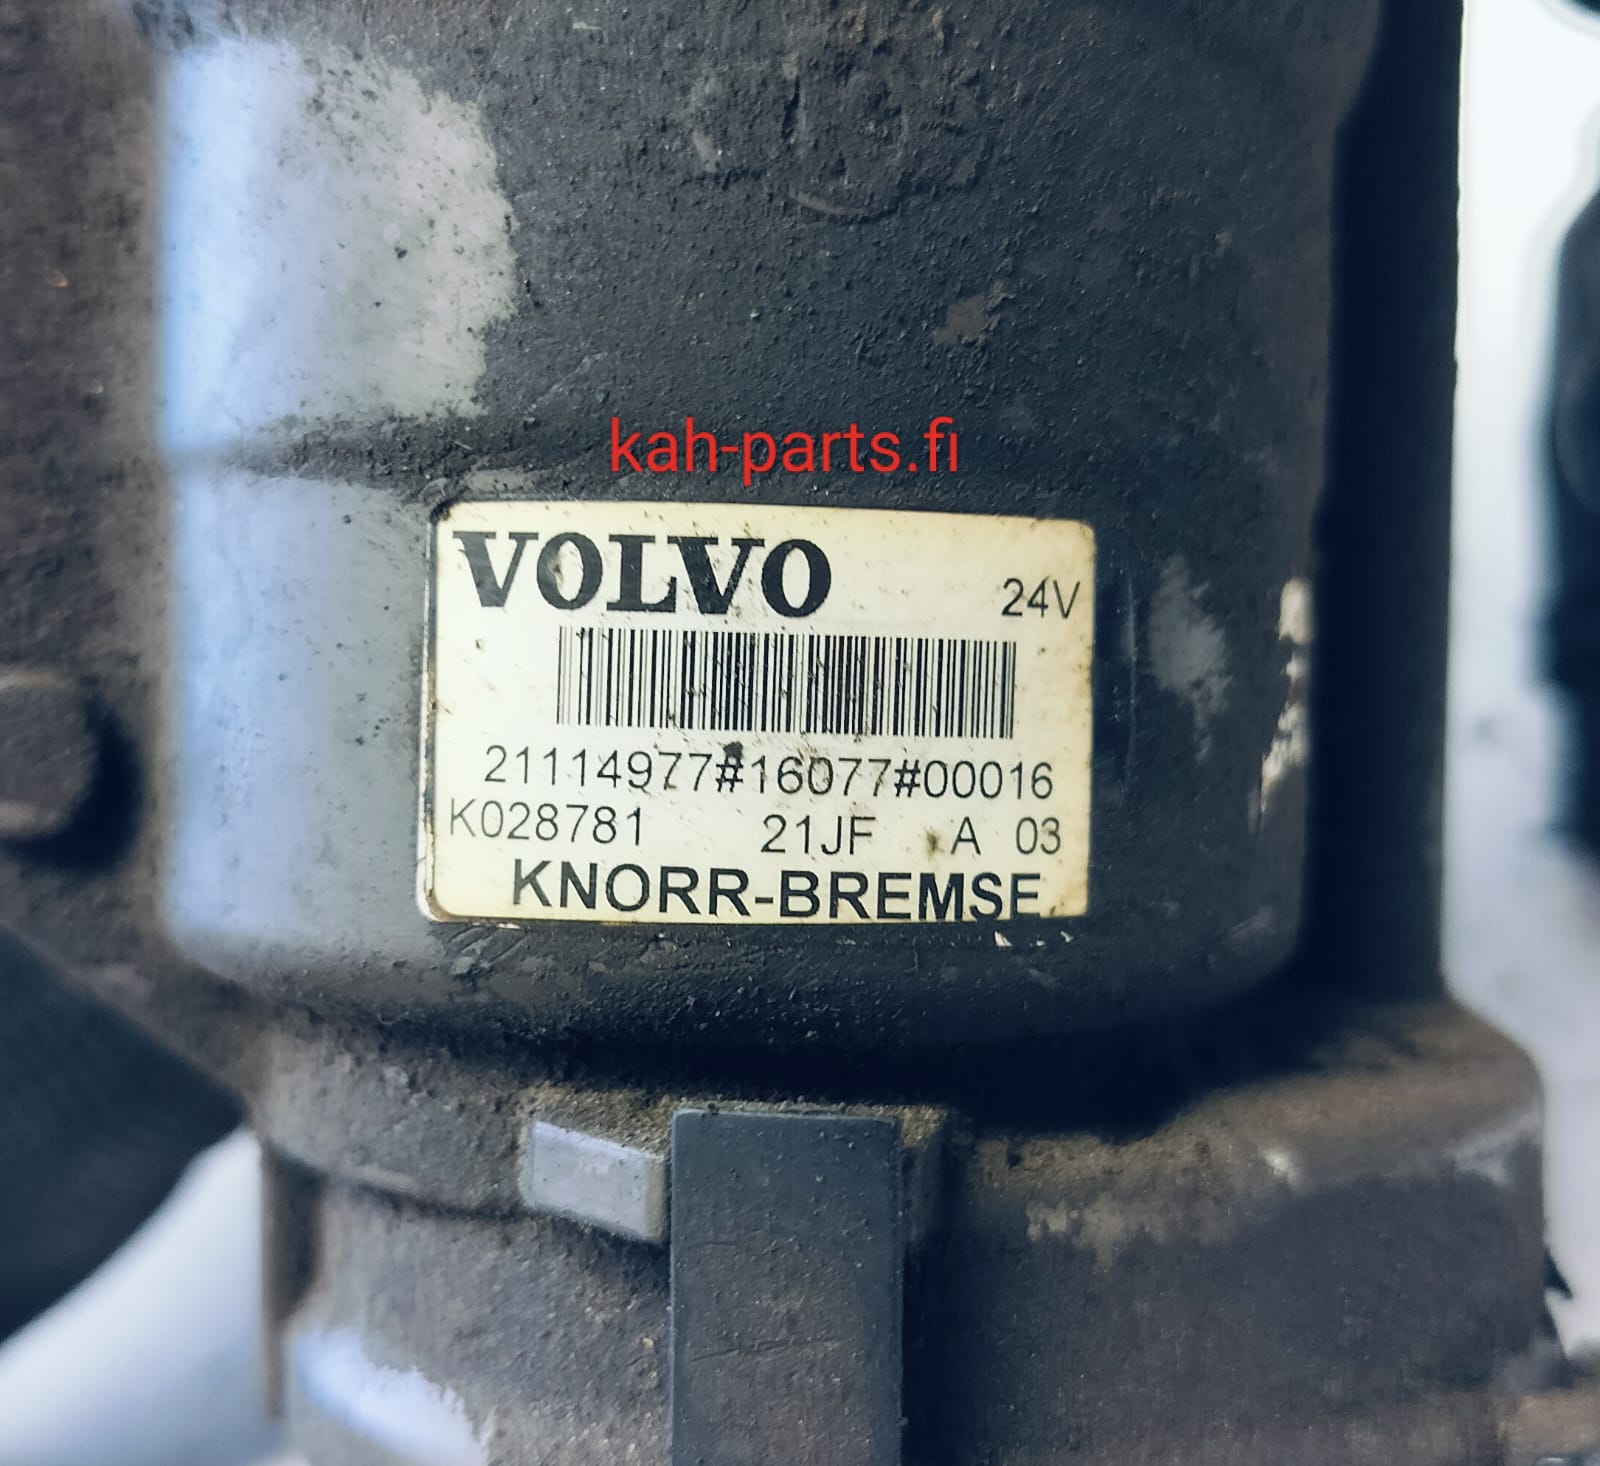 kah-parts.fi
VOLVO 24V
21114977#16077#00016
K028781 21JF A 03
KNORR-BREMSE